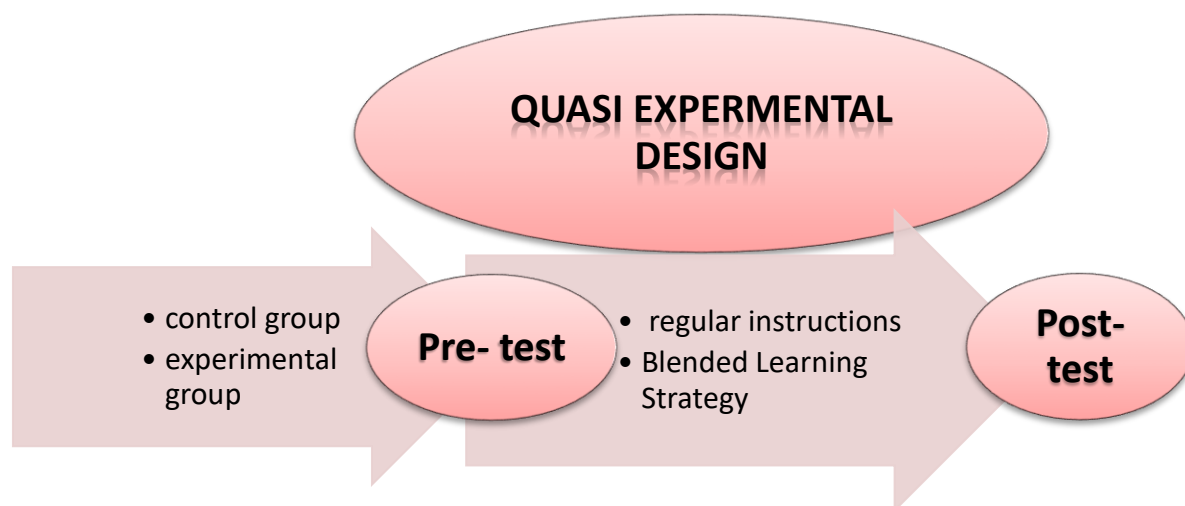 QUASI EXPERMENTAL
DESIGN
• control group
• experimental
group
Pre- test
• regular instructions
• Blended Learning
Strategy
Post-
test